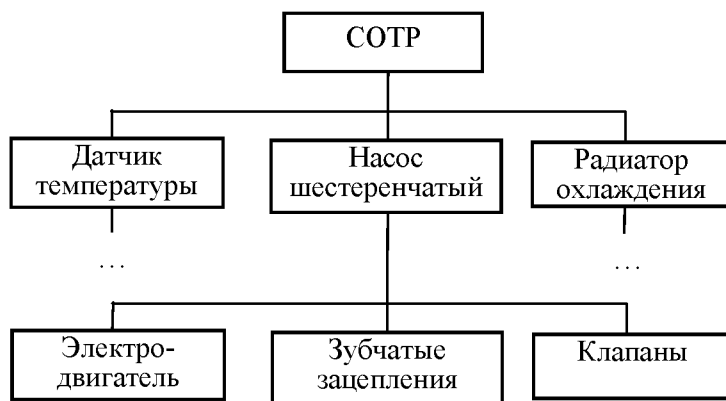 СОТР
Датчик
температуры
Насос
шестеренчатый
Радиатор
охлаждения
...
...
Электро-
двигатель
Зубчатые
зацепления
Клапаны